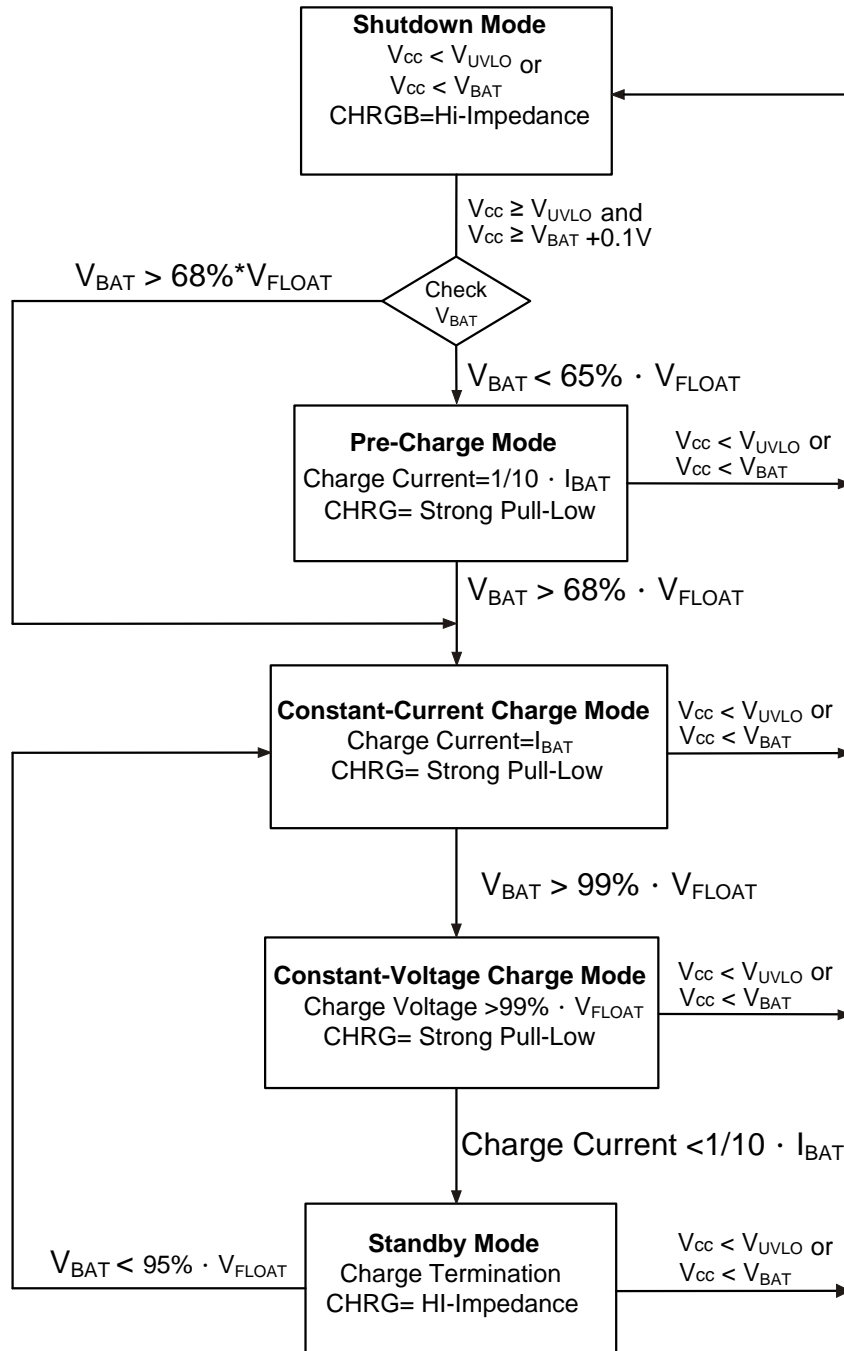 Shutdown Mode
Vcc < VUVLO or
Vcc < VBAT
CHRGB=Hi-Impedance
Vcc ≥ VUVLO and
Vcc ≥ VBAT +0.1V
VBAT > 68%*VFLOAT
Check
VBAT
VBAT < 65% · VFLOAT
Pre-Charge Mode
Charge Current=1/10 · IBAT
CHRG= Strong Pull-Low
Vcc < VUVLO or
Vcc < VBAT
VBAT > 68% · VFLOAT
Constant-Current Charge Mode
Charge Current=IBAT
CHRG= Strong Pull-Low
Vcc < VUVLO or
Vcc < VBAT
VBAT > 99% · VFLOAT
Constant-Voltage Charge Mode
Charge Voltage >99% · VFLOAT
CHRG= Strong Pull-Low
Vcc < VUVLO or
Vcc < VBAT
Charge Current <1/10 · IBAT
Standby Mode
Charge Termination
CHRG= HI-Impedance
VBAT < 95% · VFLOAT
Vcc < VUVLO or
Vcc < VBAT